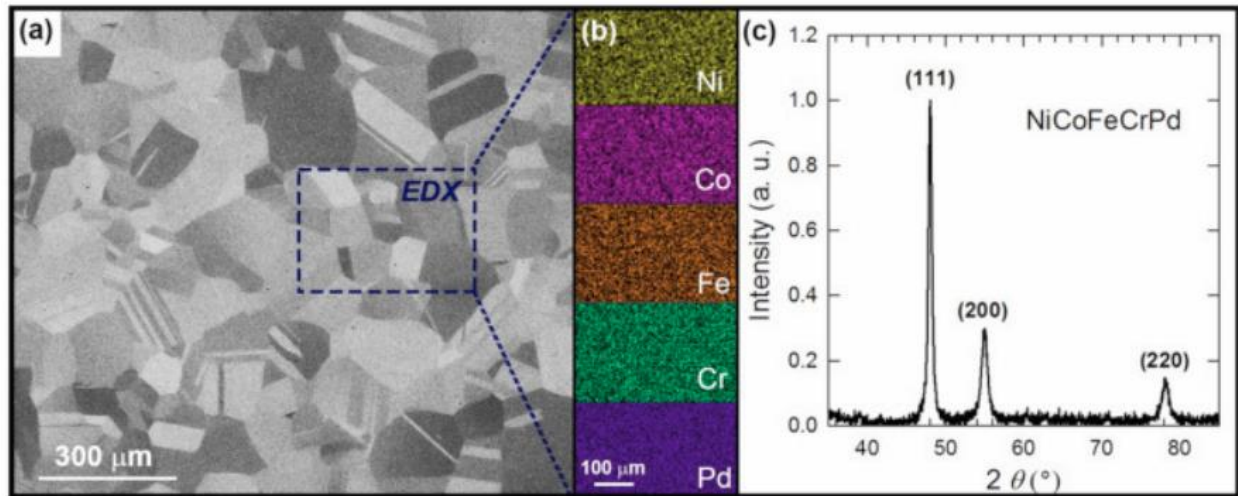 (a)
EDX
300 μm
(b)
Ni
Co
Fe
Cr
Pd
100 μm
(c)
1.2
1.0
0.8
0.6
0.4
0.2
0.0
Intensity (a. u.)
(111)
NiCoFeCrPd
(200)
(220)
40 50 60 70 80
2 θ (°)